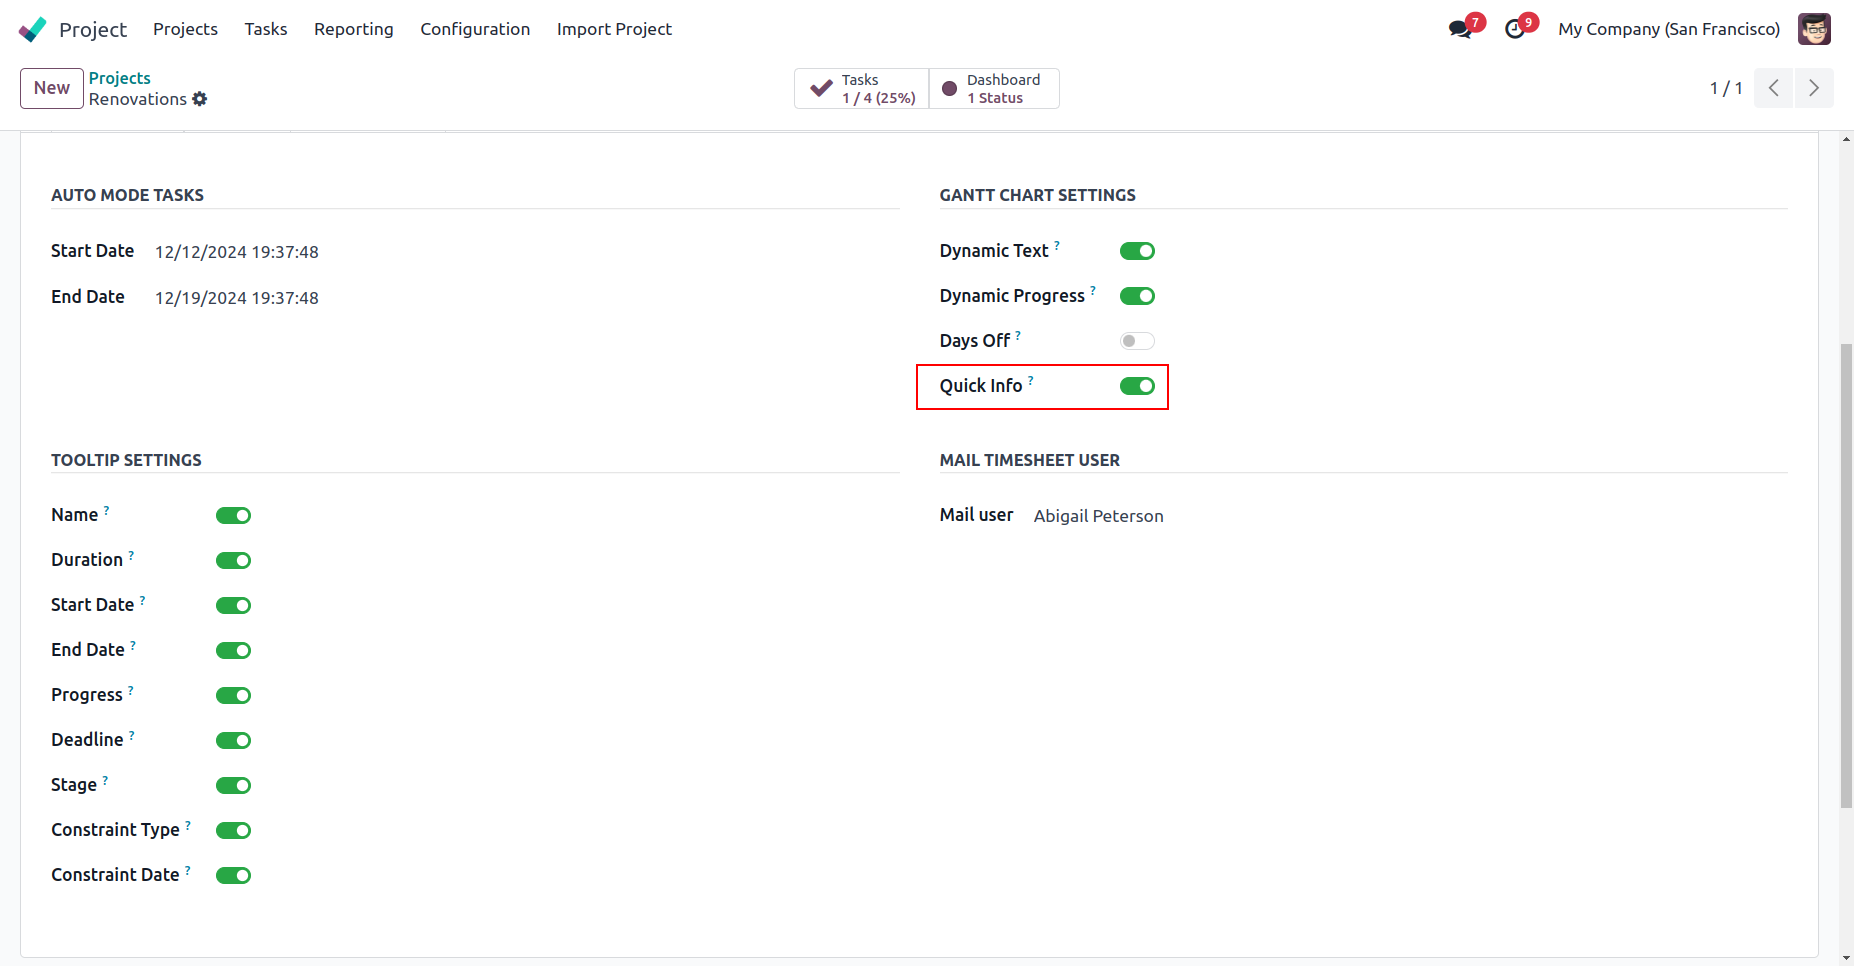 Project Projects Tasks Reporting Configuration Import Project 7 9 My Company (San Francisco)
New Projects Renovations
Tasks 1 / 4 (25%) Dashboard 1 Status 1 / 1
AUTO MODE TASKS
Start Date 12/12/2024 19:37:48
End Date 12/19/2024 19:37:48
GANTT CHART SETTINGS
Dynamic Text ?
Dynamic Progress ?
Days Off ?
Quick Info ?
TOOLTIP SETTINGS
Name ?
Duration ?
Start Date ?
End Date ?
Progress ?
Deadline ?
Stage ?
Constraint Type ?
Constraint Date ?
MAIL TIMESHEET USER
Mail user Abigail Peterson